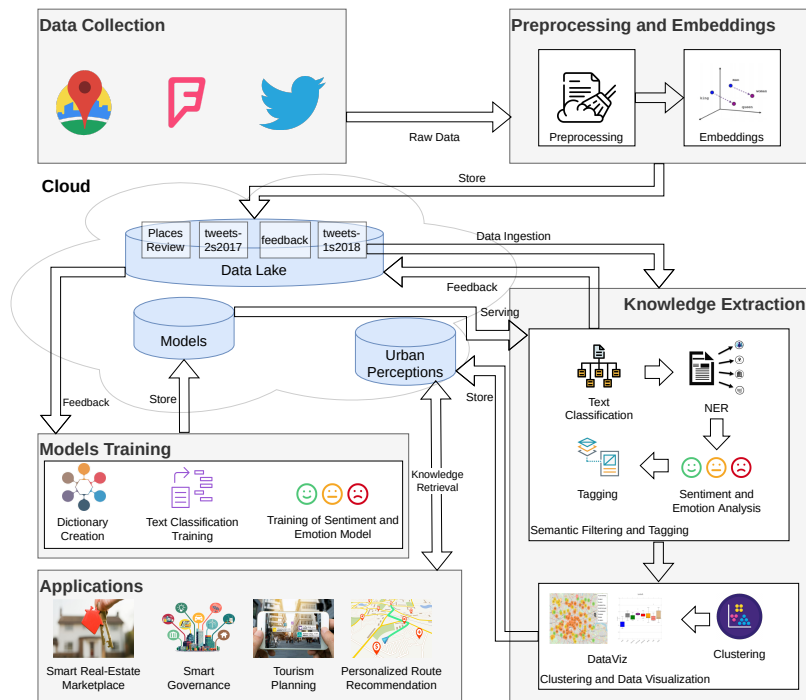 Data Collection
Preprocessing and Embeddings
Raw Data
Preprocessing
Embeddings
Cloud
Store
Places
Review
tweets-
2s2017
feedback
tweets-
1s2018
Data Lake
Data Ingestion
Feedback
Serving
Knowledge Extraction
Models
Urban
Perceptions
Text
Classification
NER
Feedback
Store
Store
Models Training
Dictionary
Creation
Text Classification
Training
Training of Sentiment and
Emotion Model
Knowledge
Retrieval
Tagging
Sentiment and
Emotion Analysis
Semantic Filtering and Tagging
Applications
Smart Real-Estate
Marketplace
Smart
Governance
Tourism
Planning
Personalized Route
Recommendation
DataViz
Clustering
Clustering and Data Visualization